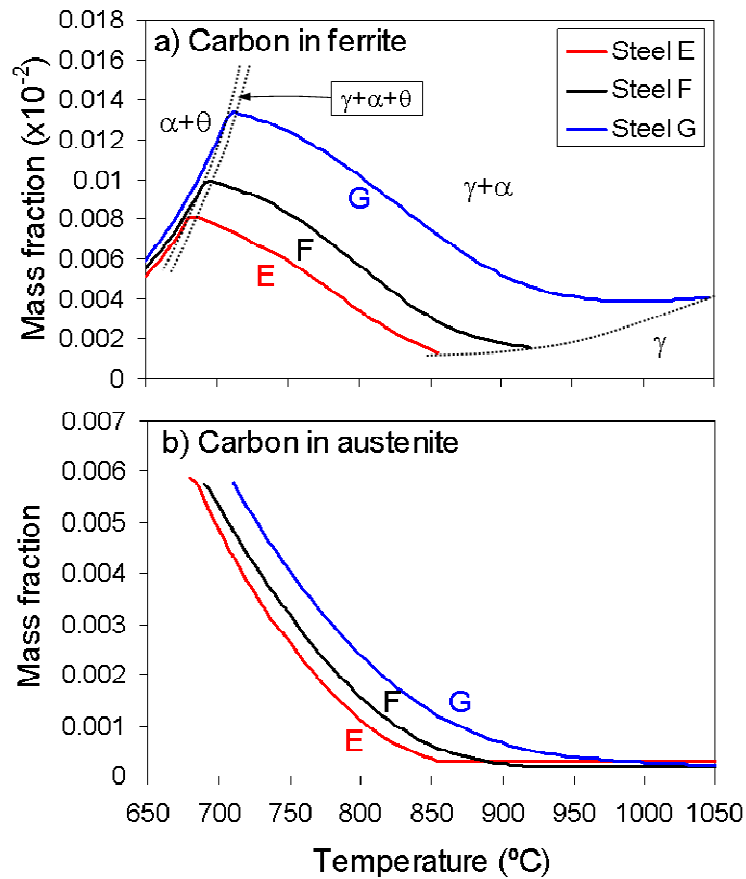 a) Carbon in ferrite
Steel E
Steel F
Steel G
γ+α+θ
α+θ
γ+α
G
F
E
γ
0.018
0.016
0.014
0.012
0.01
0.008
0.006
0.004
0.002
0
Mass fraction (x10⁻²)
b) Carbon in austenite
0.007
0.006
0.005
0.004
0.003
0.002
0.001
0
Mass fraction
F
G
E
650 700 750 800 850 900 950 1000 1050
Temperature (ºC)